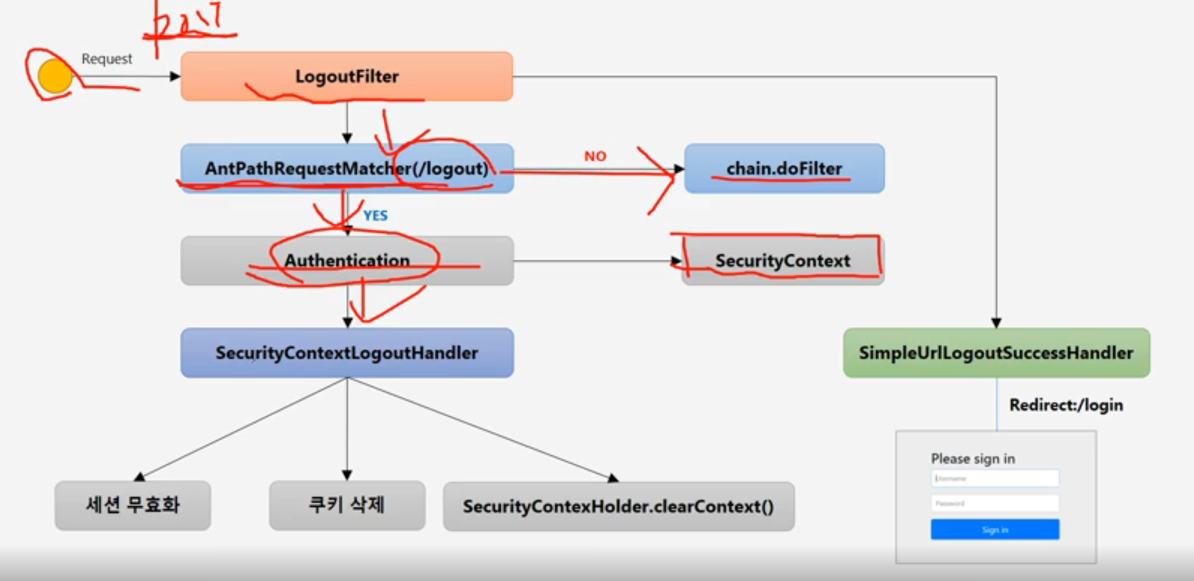 post
Request
LogoutFilter
AntPathRequestMatcher(/logout)
NO
chain.doFilter
YES
Authentication
SecurityContext
SecurityContextLogoutHandler
SimpleUrlLogoutSuccessHandler
Redirect:/login
Please sign in
Username
Password
Sign in
세션 무효화
쿠키 삭제
SecurityContexHolder.clearContext()